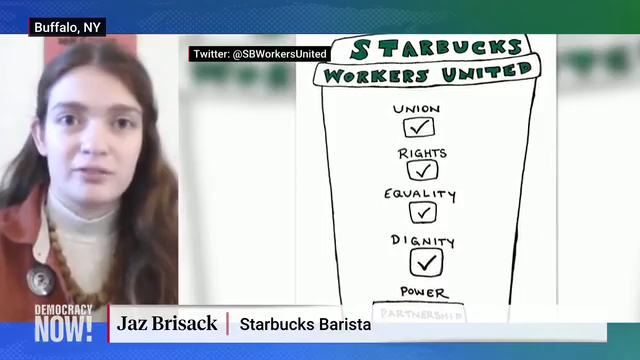 Buffalo, NY
Twitter: @SBWorkersUnited
STARBUCKS
WORKERS UNITED
UNION
RIGHTS
EQUALITY
DIGNITY
POWER
PARTNERSHIP
DEMOCRACY
NOW!
Jaz Brisack
Starbucks Barista